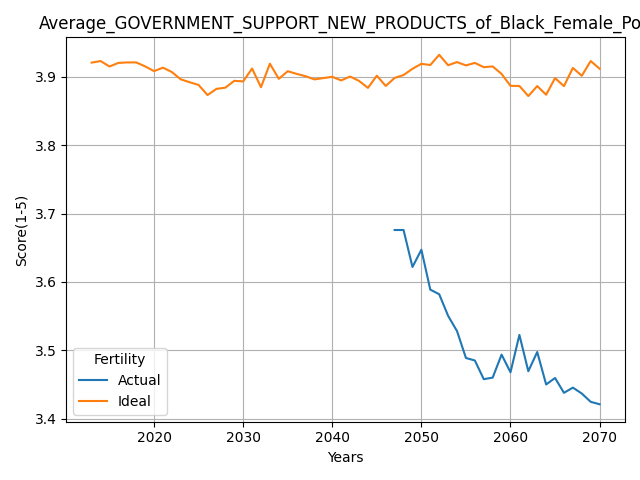 Average_GOVERNMENT_SUPPORT_NEW_PRODUCTS_of_Black_Female_Po
3.9
3.8
3.7
3.6
3.5
3.4
Score(1-5)
Fertility
Actual
Ideal
2020 2030 2040 2050 2060 2070
Years